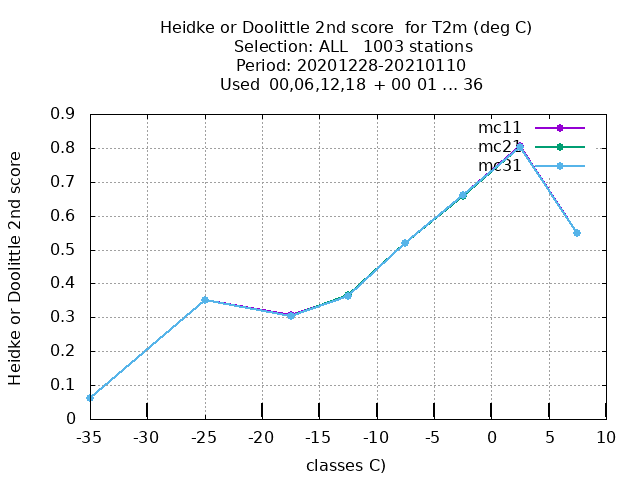 Heidke or Doolittle 2nd score  for T2m (deg C)
Selection: ALL   1003 stations
Period: 20201228-20210110
Used  00,06,12,18  + 00 01 ... 36
mc11
mc21
mc31
Heidke or Doolittle 2nd score
0.9
0.8
0.7
0.6
0.5
0.4
0.3
0.2
0.1
0
-35 -30 -25 -20 -15 -10 -5 0 5 10
classes C)